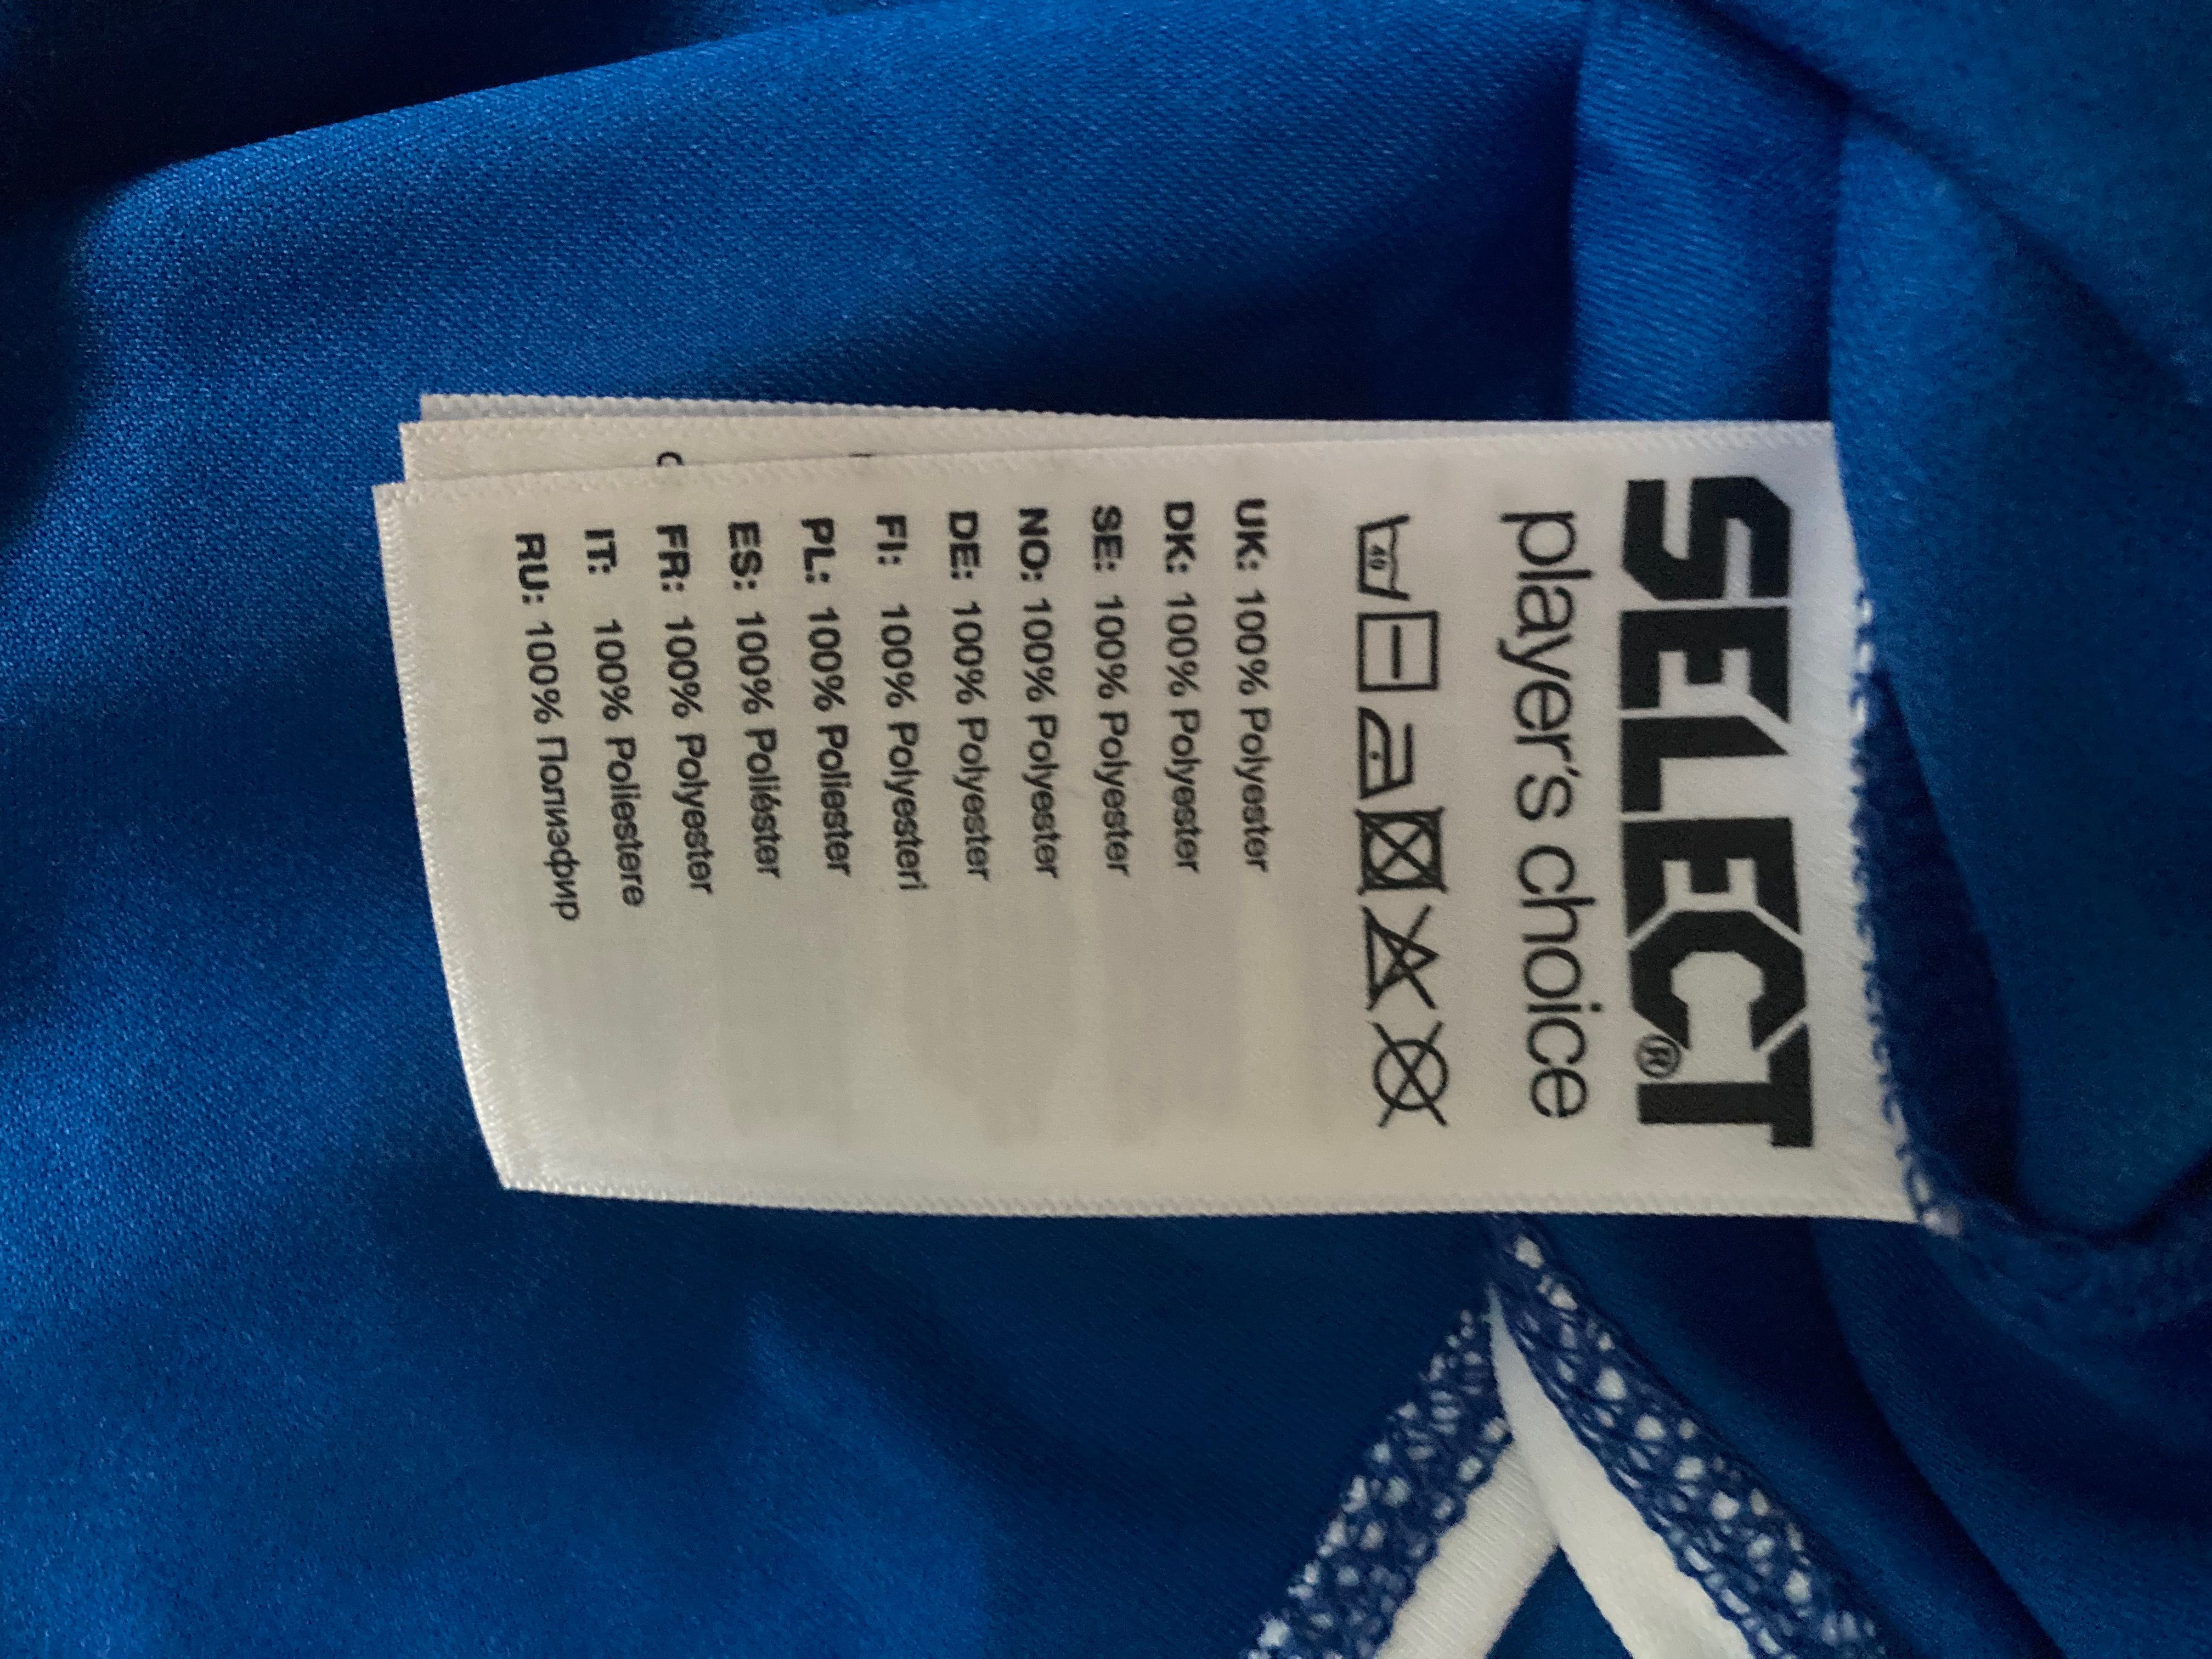 SELECT®
player's choice
40
UK: 100% Polyester
DK: 100% Polyester
SE: 100% Polyester
NO: 100% Polyester
DE: 100% Polyester
FI: 100% Polyesteri
PL: 100% Poliester
ES: 100% Poliéster
FR: 100% Polyester
IT: 100% Poliestere
RU: 100% Полиэфир